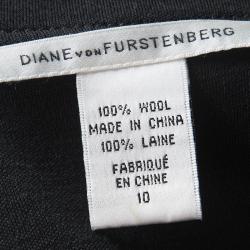 DIANE VON FURSTENBERG
100% WOOL
MADE IN CHINA
100% LAINE
FABRIQUÉ
EN CHINE
10